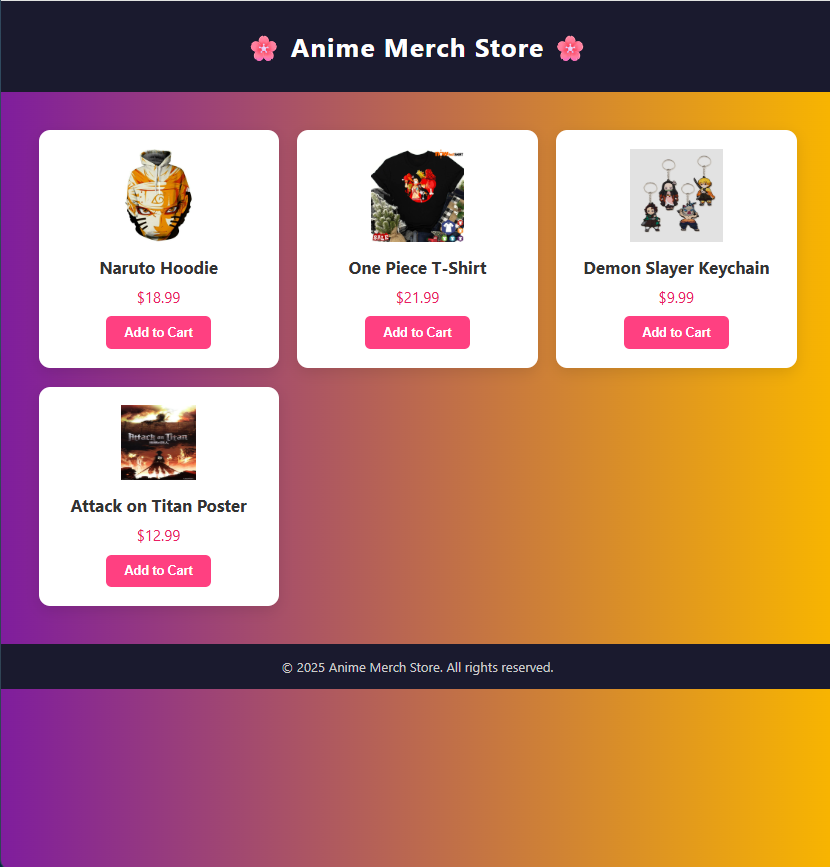 🌸 Anime Merch Store 🌸
Naruto Hoodie
$18.99
Add to Cart
One Piece T-Shirt
$21.99
Add to Cart
Demon Slayer Keychain
$9.99
Add to Cart
Attack on Titan
Attack on Titan Poster
$12.99
Add to Cart
© 2025 Anime Merch Store. All rights reserved.